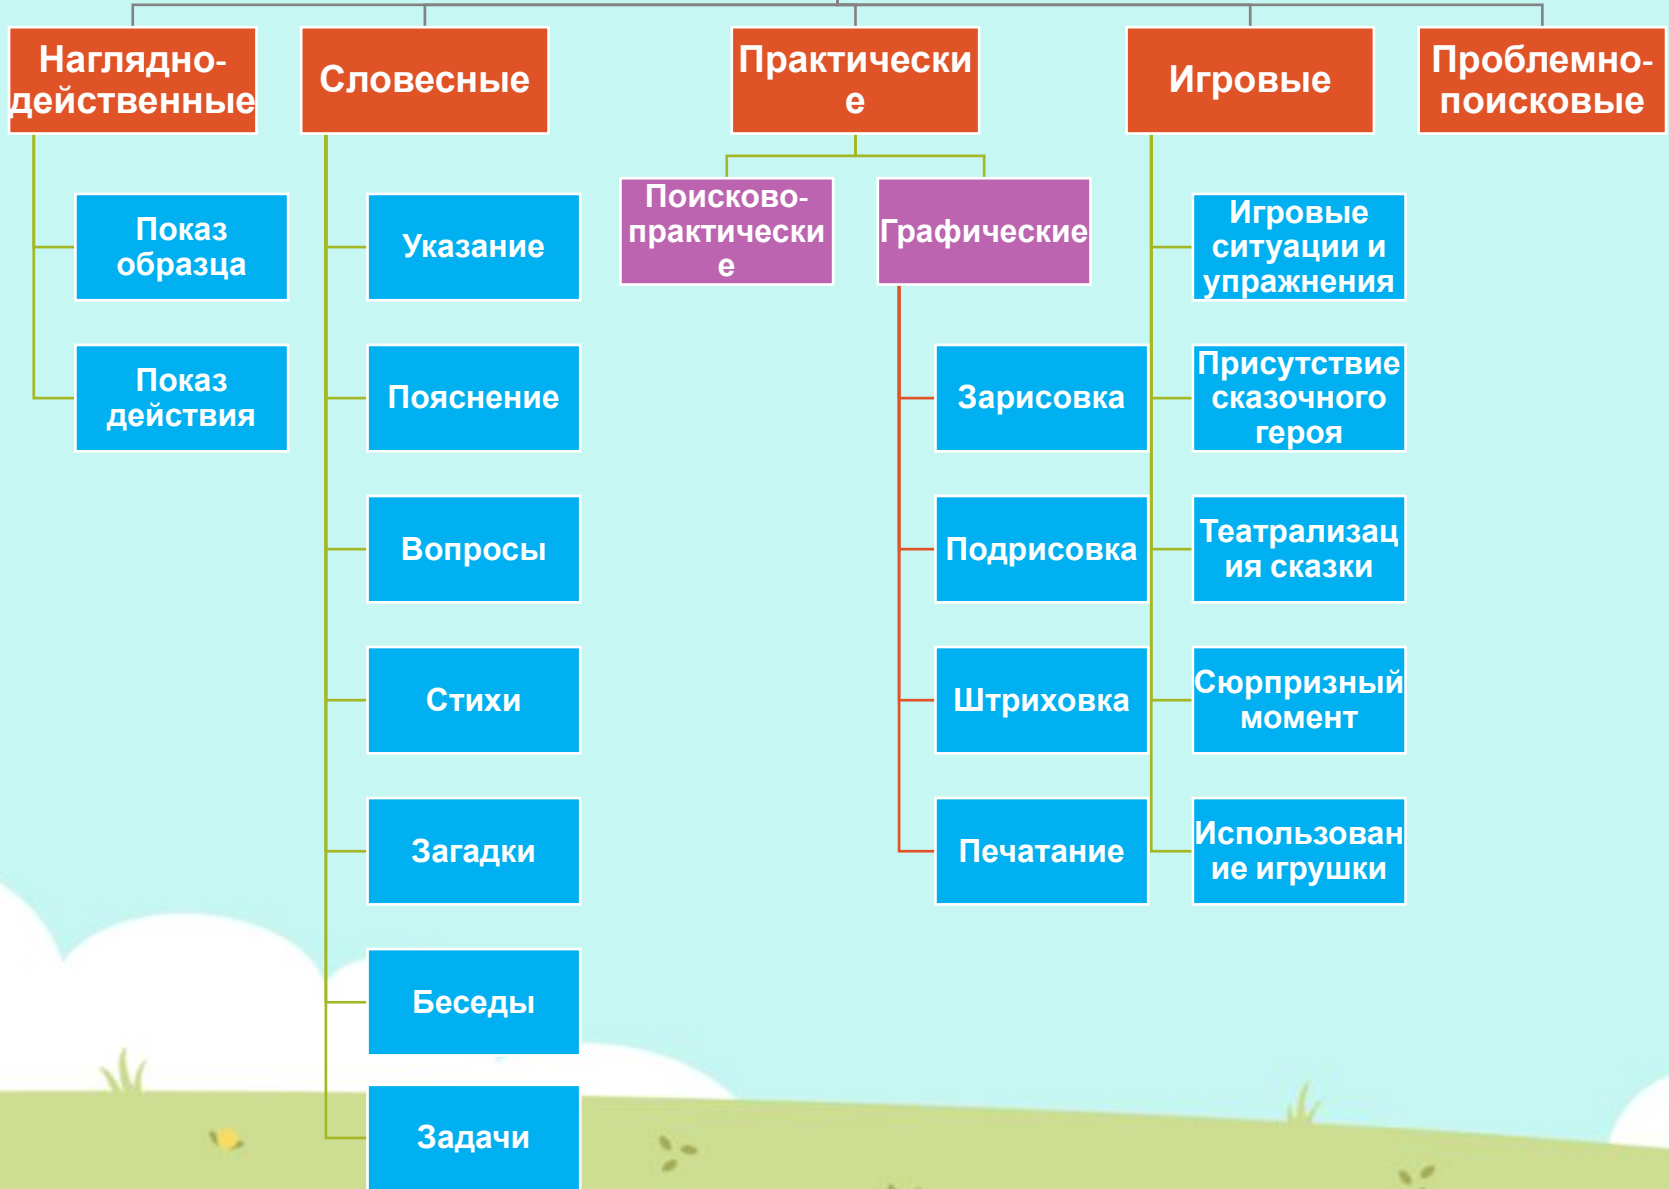 Наглядно-
действенные
Словесные
Практически
е
Игровые
Проблемно-
поисковые
Показ
образца
Показ
действия
Указание
Пояснение
Вопросы
Стихи
Загадки
Беседы
Задачи
Поисково-
практически
е
Графические
Зарисовка
Подрисовка
Штриховка
Печатание
Игровые
ситуации и
упражнения
Присутствие
сказочного
героя
Театрализац
ия сказки
Сюрпризный
момент
Использован
ие игрушки